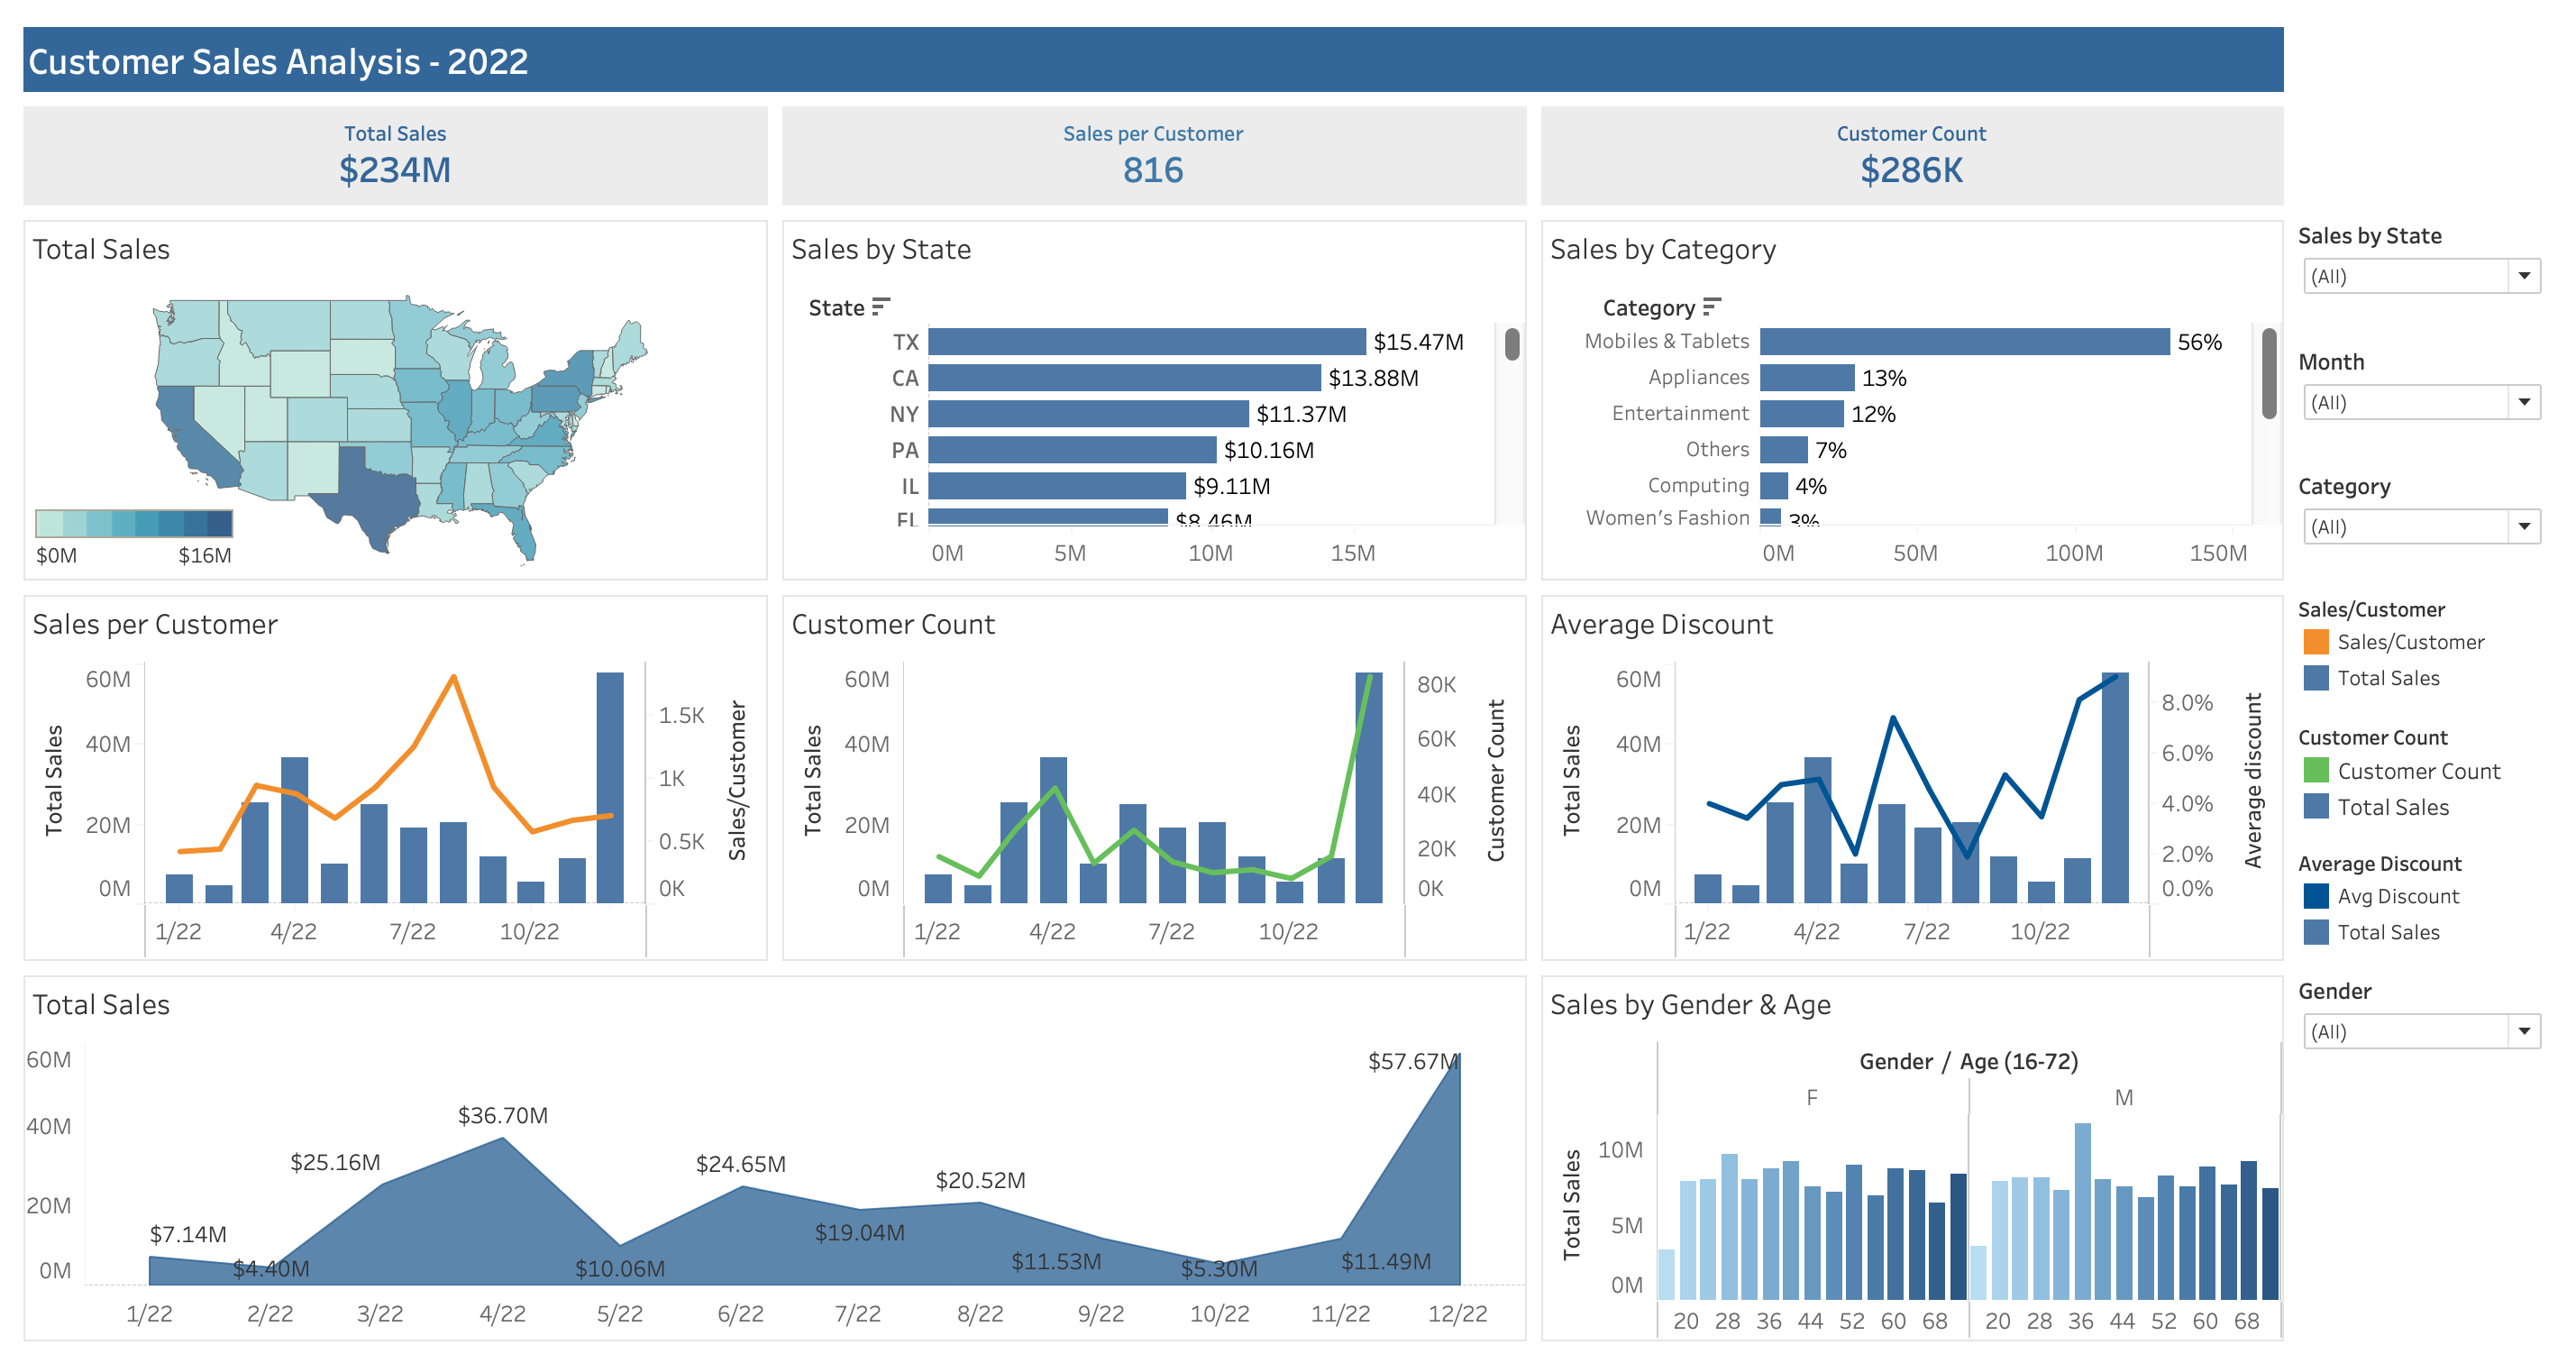 Customer Sales Analysis - 2022
Total Sales
$234M
Sales per Customer
816
Customer Count
$286K
Total Sales
$0M
$16M
Sales by State
State
TX
$15.47M
CA
$13.88M
NY
$11.37M
PA
$10.16M
IL
$9.11M
FL
$8.46M
0M
5M
10M
15M
Sales by Category
Category
Mobiles & Tablets
56%
Appliances
13%
Entertainment
12%
Others
7%
Computing
4%
Women's Fashion
3%
0M
50M
100M
150M
Sales by State
(All)
Month
(All)
Category
(All)
Sales per Customer
Total Sales
60M
40M
20M
0M
1.5K
1K
0.5K
0K
Sales/Customer
1/22
4/22
7/22
10/22
Customer Count
Total Sales
60M
40M
20M
0M
80K
60K
40K
20K
0K
Customer Count
1/22
4/22
7/22
10/22
Average Discount
Total Sales
60M
40M
20M
0M
8.0%
6.0%
4.0%
2.0%
0.0%
Average discount
1/22
4/22
7/22
10/22
Sales/Customer
Sales/Customer
Total Sales
Customer Count
Customer Count
Total Sales
Average Discount
Avg Discount
Total Sales
Gender
(All)
Total Sales
60M
40M
20M
0M
$7.14M
$4.40M
$25.16M
$36.70M
$10.06M
$24.65M
$19.04M
$20.52M
$11.53M
$5.30M
$11.49M
$57.67M
1/22
2/22
3/22
4/22
5/22
6/22
7/22
8/22
9/22
10/22
11/22
12/22
Sales by Gender & Age
Gender / Age (16-72)
F
M
Total Sales
10M
5M
0M
20
28
36
44
52
60
68
20
28
36
44
52
60
68